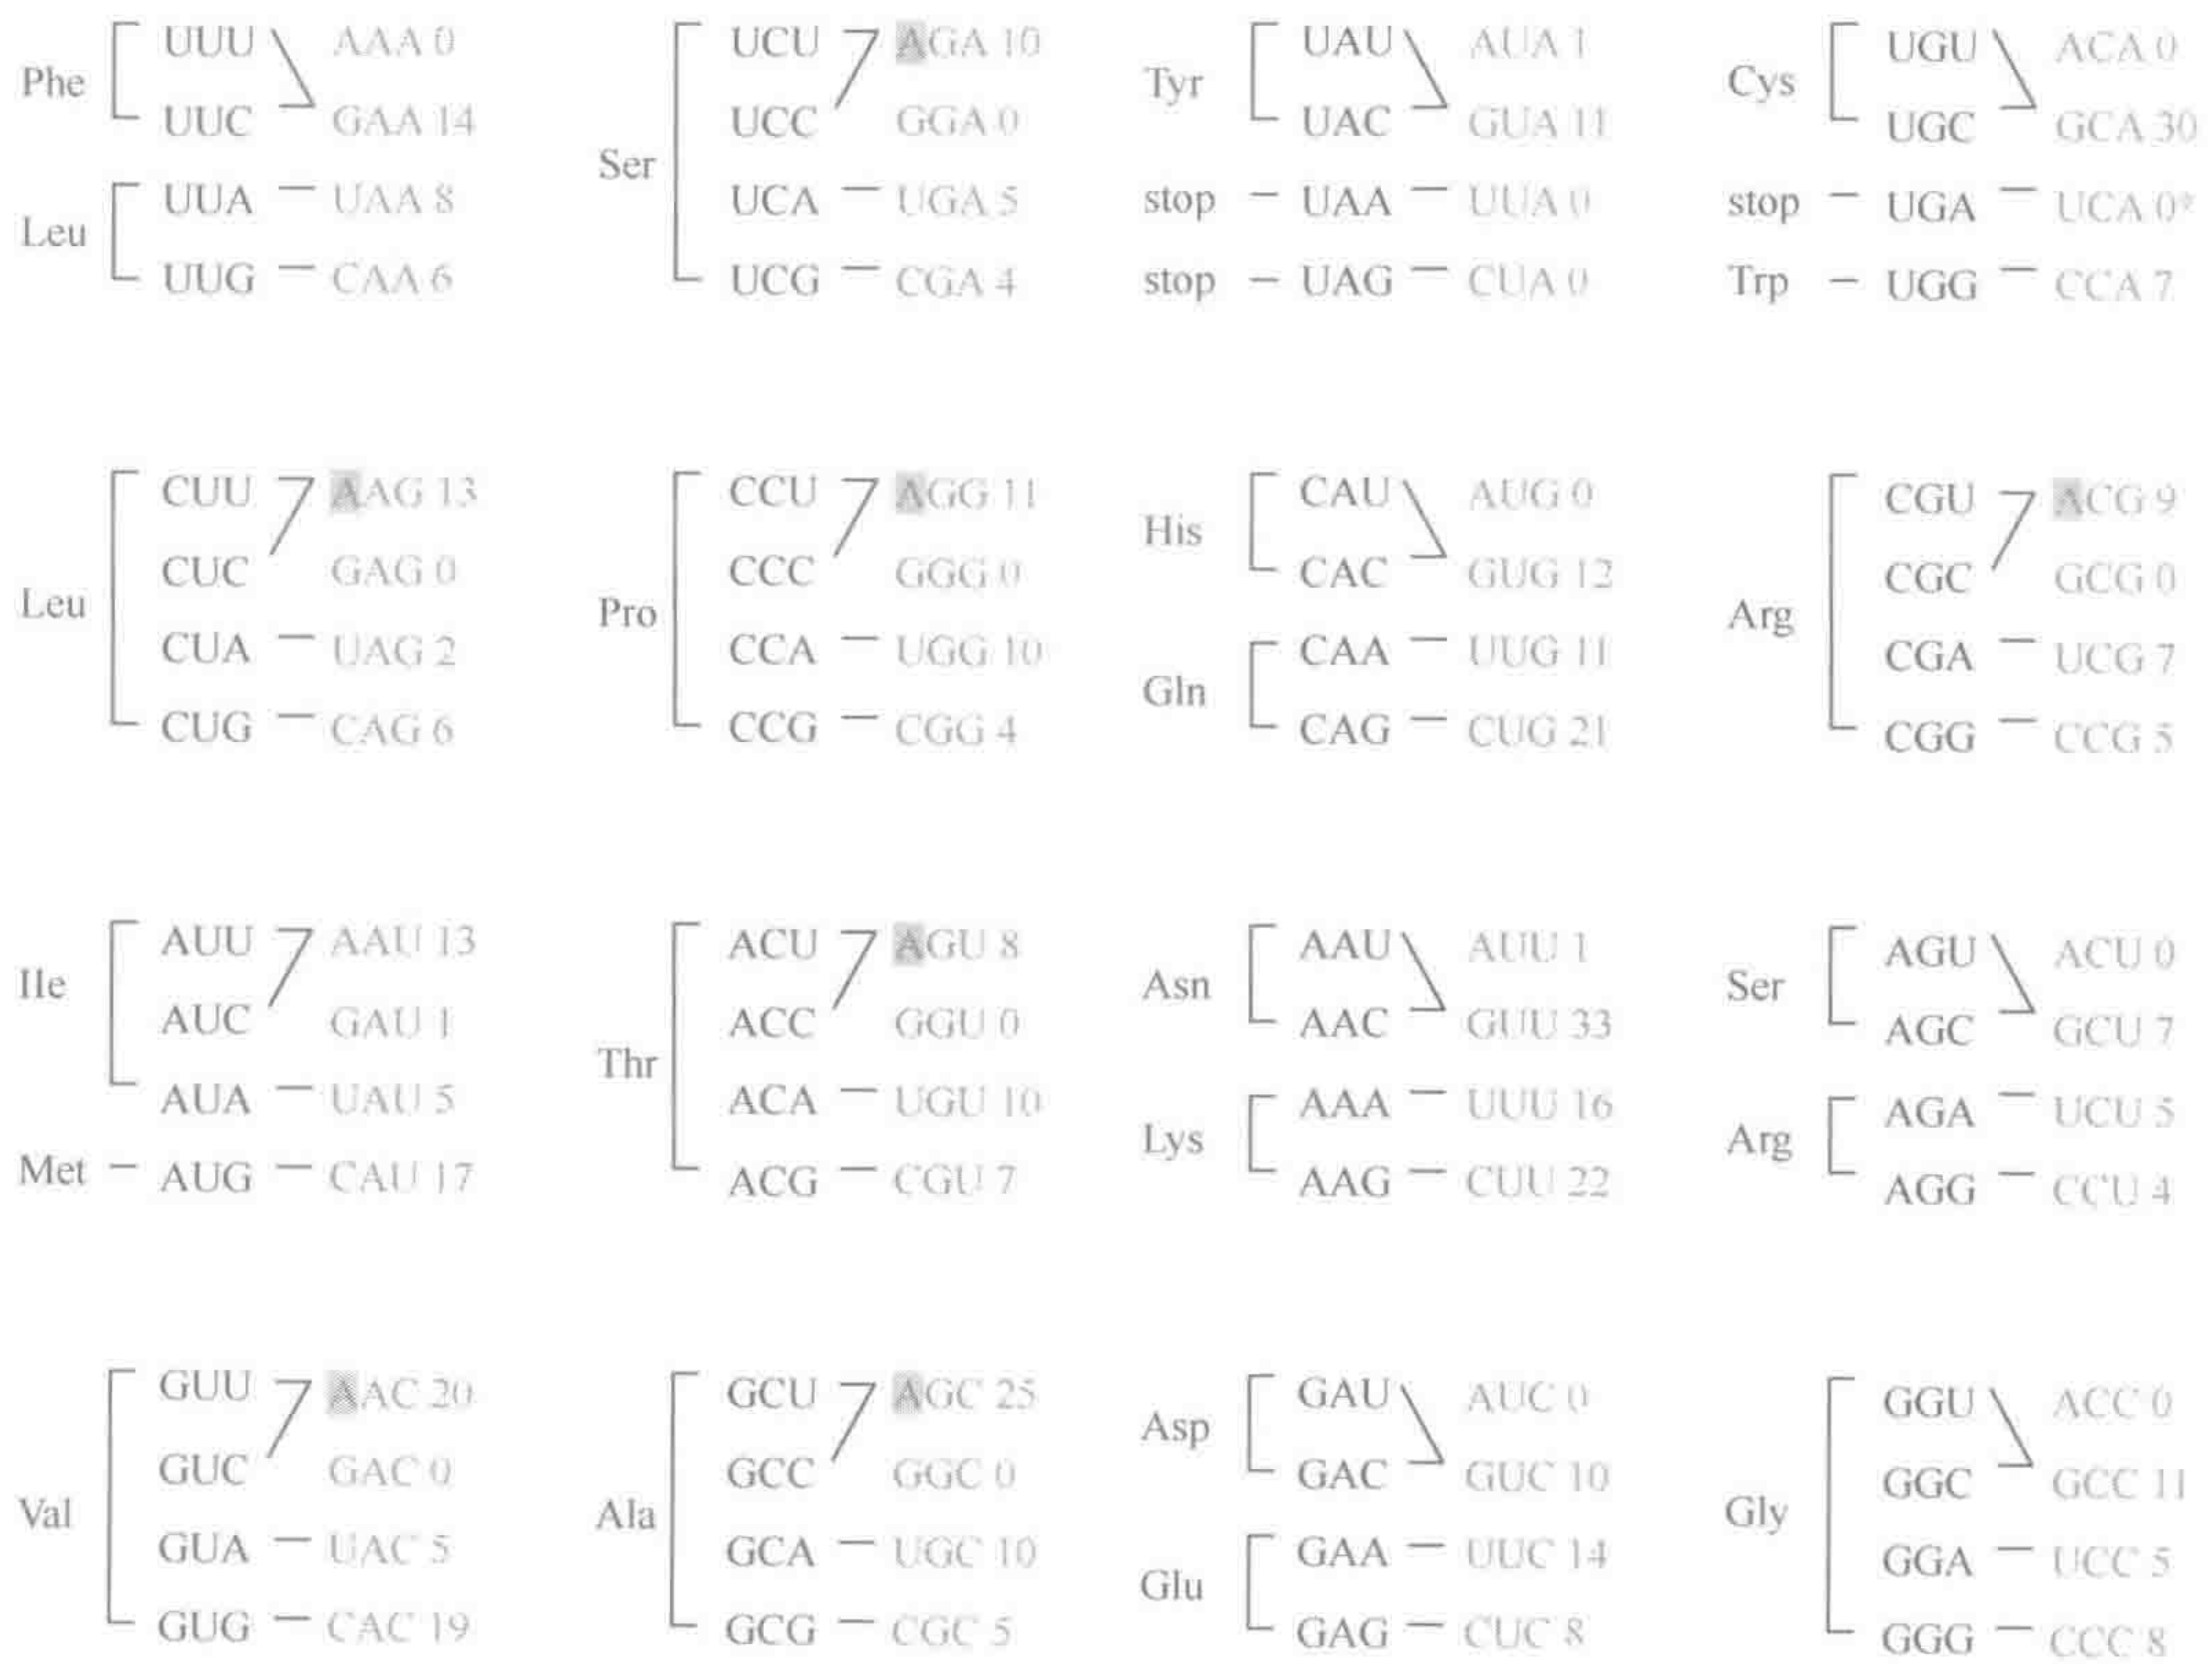 Phe UUU AAA 0
UUC GAA 14
Leu UUA UAA 8
UUG CAA 6
Ser UCU AGA 10
UCC GGA 0
UCA UGA 5
UCG CGA 4
Tyr UAU AUA 1
UAC GUA 11
stop – UAA – UUA 0
stop – UAG – CUA 0
Cys UGU ACA 0
UGC GCA 30
stop – UGA – UCA 0*
Trp – UGG – CCA 7
Leu CUU AAG 13
CUC GAG 0
CUA – UAG 2
CUG – CAG 6
Pro CCU AGG 11
CCC GGG 0
CCA – UGG 10
CCG – CGG 4
His CAU AUG 0
CAC GUG 12
Gln CAA – UUG 11
CAG – CUG 21
Arg CGU ACG 9
CGC GCG 0
CGA – UCG 7
CGG – CCG 5
Ile AUU AAU 13
AUC GAU 1
AUA – UAU 5
Met – AUG – CAU 17
Thr ACU AGU 8
ACC GGU 0
ACA – UGU 10
ACG – CGU 7
Asn AAU AUU 1
AAC GUU 33
Lys AAA – UUU 16
AAG – CUU 22
Ser AGU ACU 0
AGC GCU 7
Arg AGA – UCU 5
AGG – CCU 4
Val GUU AAC 20
GUC GAC 0
GUA – UAC 5
GUG – CAC 19
Ala GCU AGC 25
GCC GGC 0
GCA – UGC 10
GCG – CGC 5
Asp GAU AUC 0
GAC GUC 10
Glu GAA – UUC 14
GAG – CUC 8
Gly GGU ACC 0
GGC GCC 11
GGA – UCC 5
GGG – CCC 8